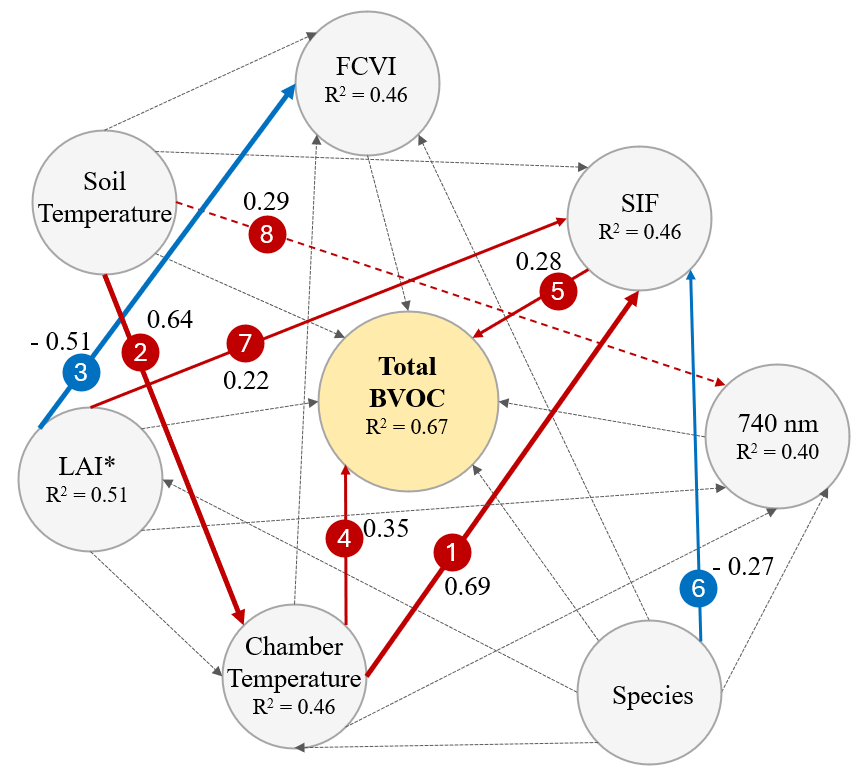 FCVI
R² = 0.46
Soil
Temperature
SIF
R² = 0.46
0.29
8
0.28
5
0.64
- 0.51
2
7
3
0.22
Total
BVOC
R² = 0.67
740 nm
R² = 0.40
LAI*
R² = 0.51
4
0.35
1
0.69
- 0.27
6
Chamber
Temperature
R² = 0.46
Species